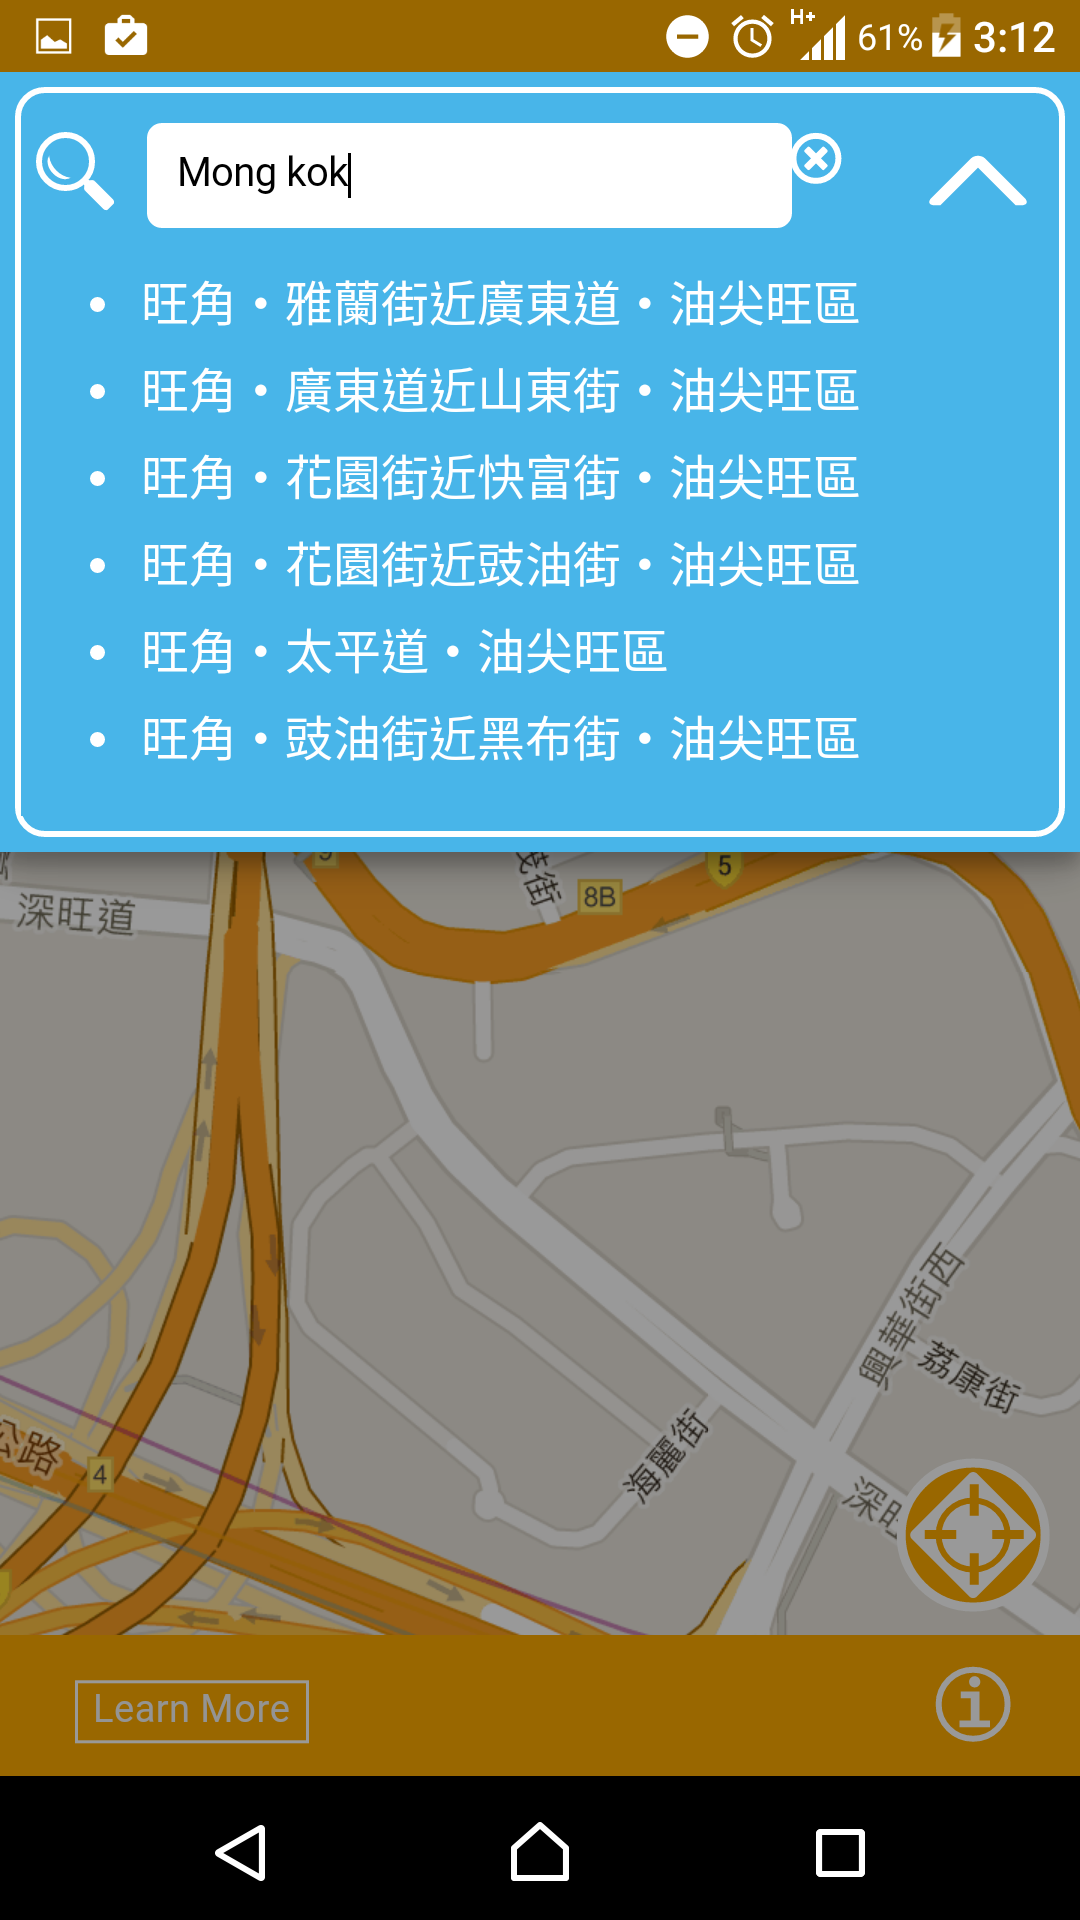 H+
61% 3:12
Mong kok
旺角・雅蘭街近廣東道・油尖旺區
旺角・廣東道近山東街・油尖旺區
旺角・花園街近快富街・油尖旺區
旺角・花園街近豉油街・油尖旺區
旺角・太平道・油尖旺區
旺角・豉油街近黑布街・油尖旺區
5
8B
深旺道
興華街西
荔康街
海麗街
公路
4
深旺
Learn More